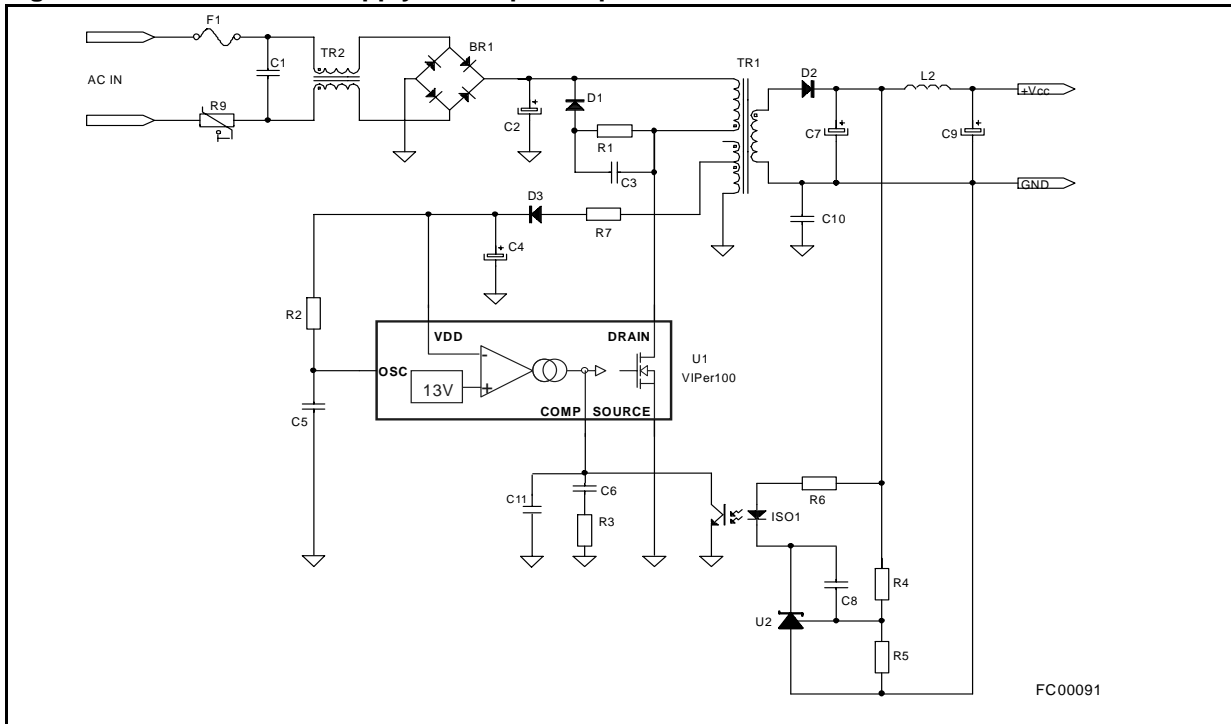 F1
BR1
TR2
TR1
D2
L2
+Vcc
AC IN
C1
D1
R9
C2
C7
C9
R1
T°
C3
GND
D3
C10
R7
C4
R2
VDD
DRAIN
U1
VIPer100
OSC
-
13V
+
COMP SOURCE
C5
C11
C6
R6
R3
ISO1
C8
R4
U2
R5
FC00091